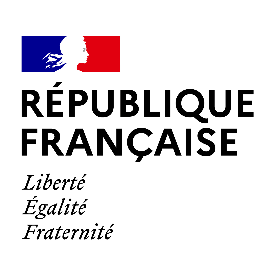 RÉPUBLIQUE
FRANÇAISE
Liberté
Égalité
Fraternité